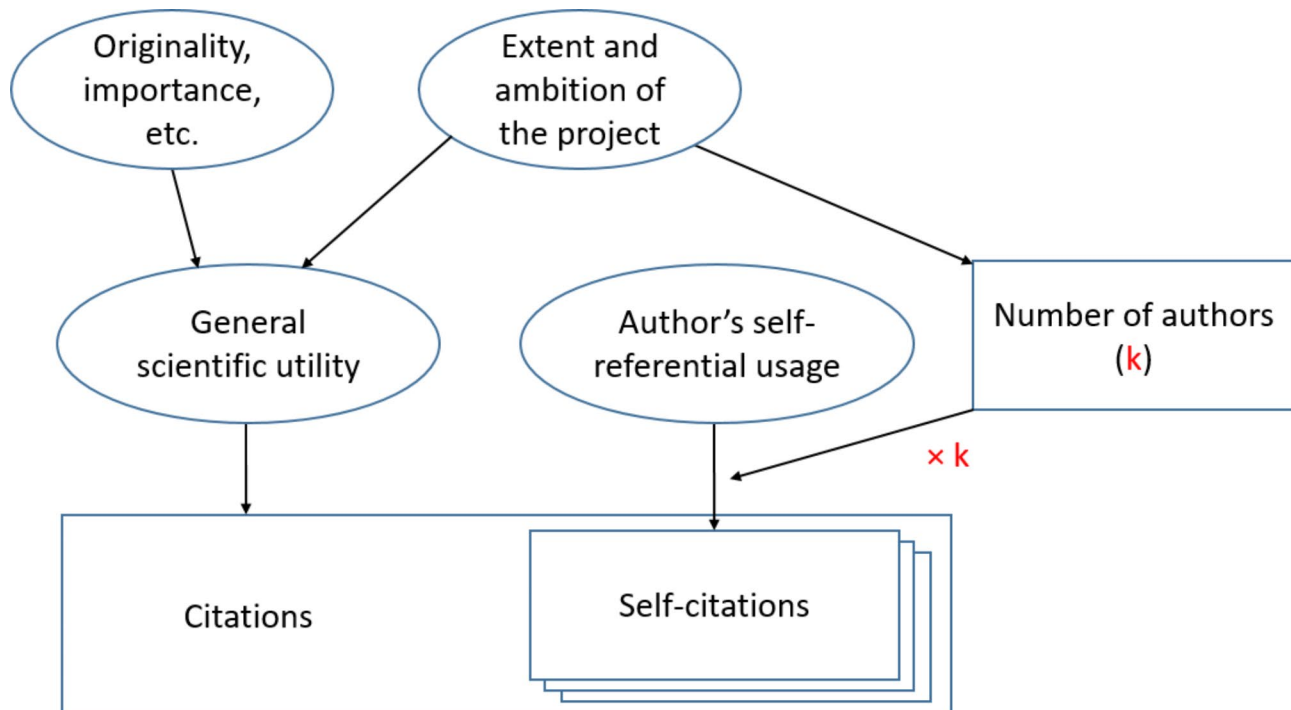 Originality,
importance,
etc.
Extent and
ambition of
the project
General
scientific utility
Author’s self-
referential usage
Number of authors
(k)
× k
Citations
Self-citations